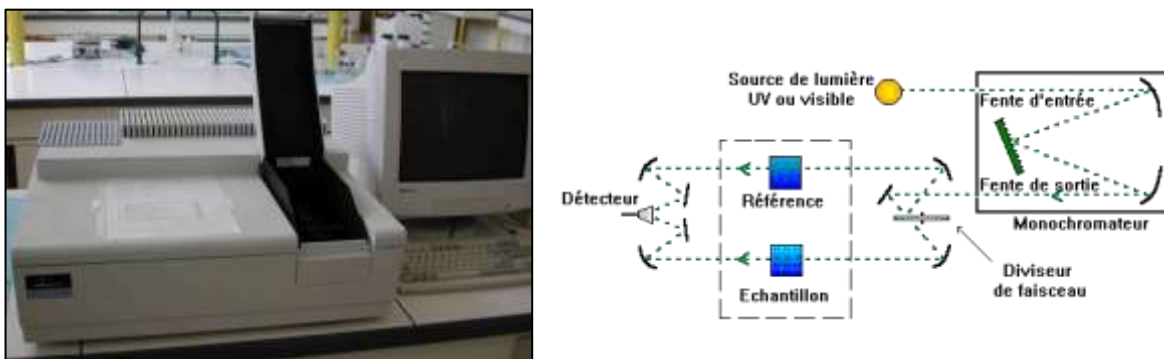 Source de lumière
UV ou visible
Fente d'entrée
Fente de sortie
Monochromateur
Détecteur
Référence
Echantillon
Diviseur
de faisceau